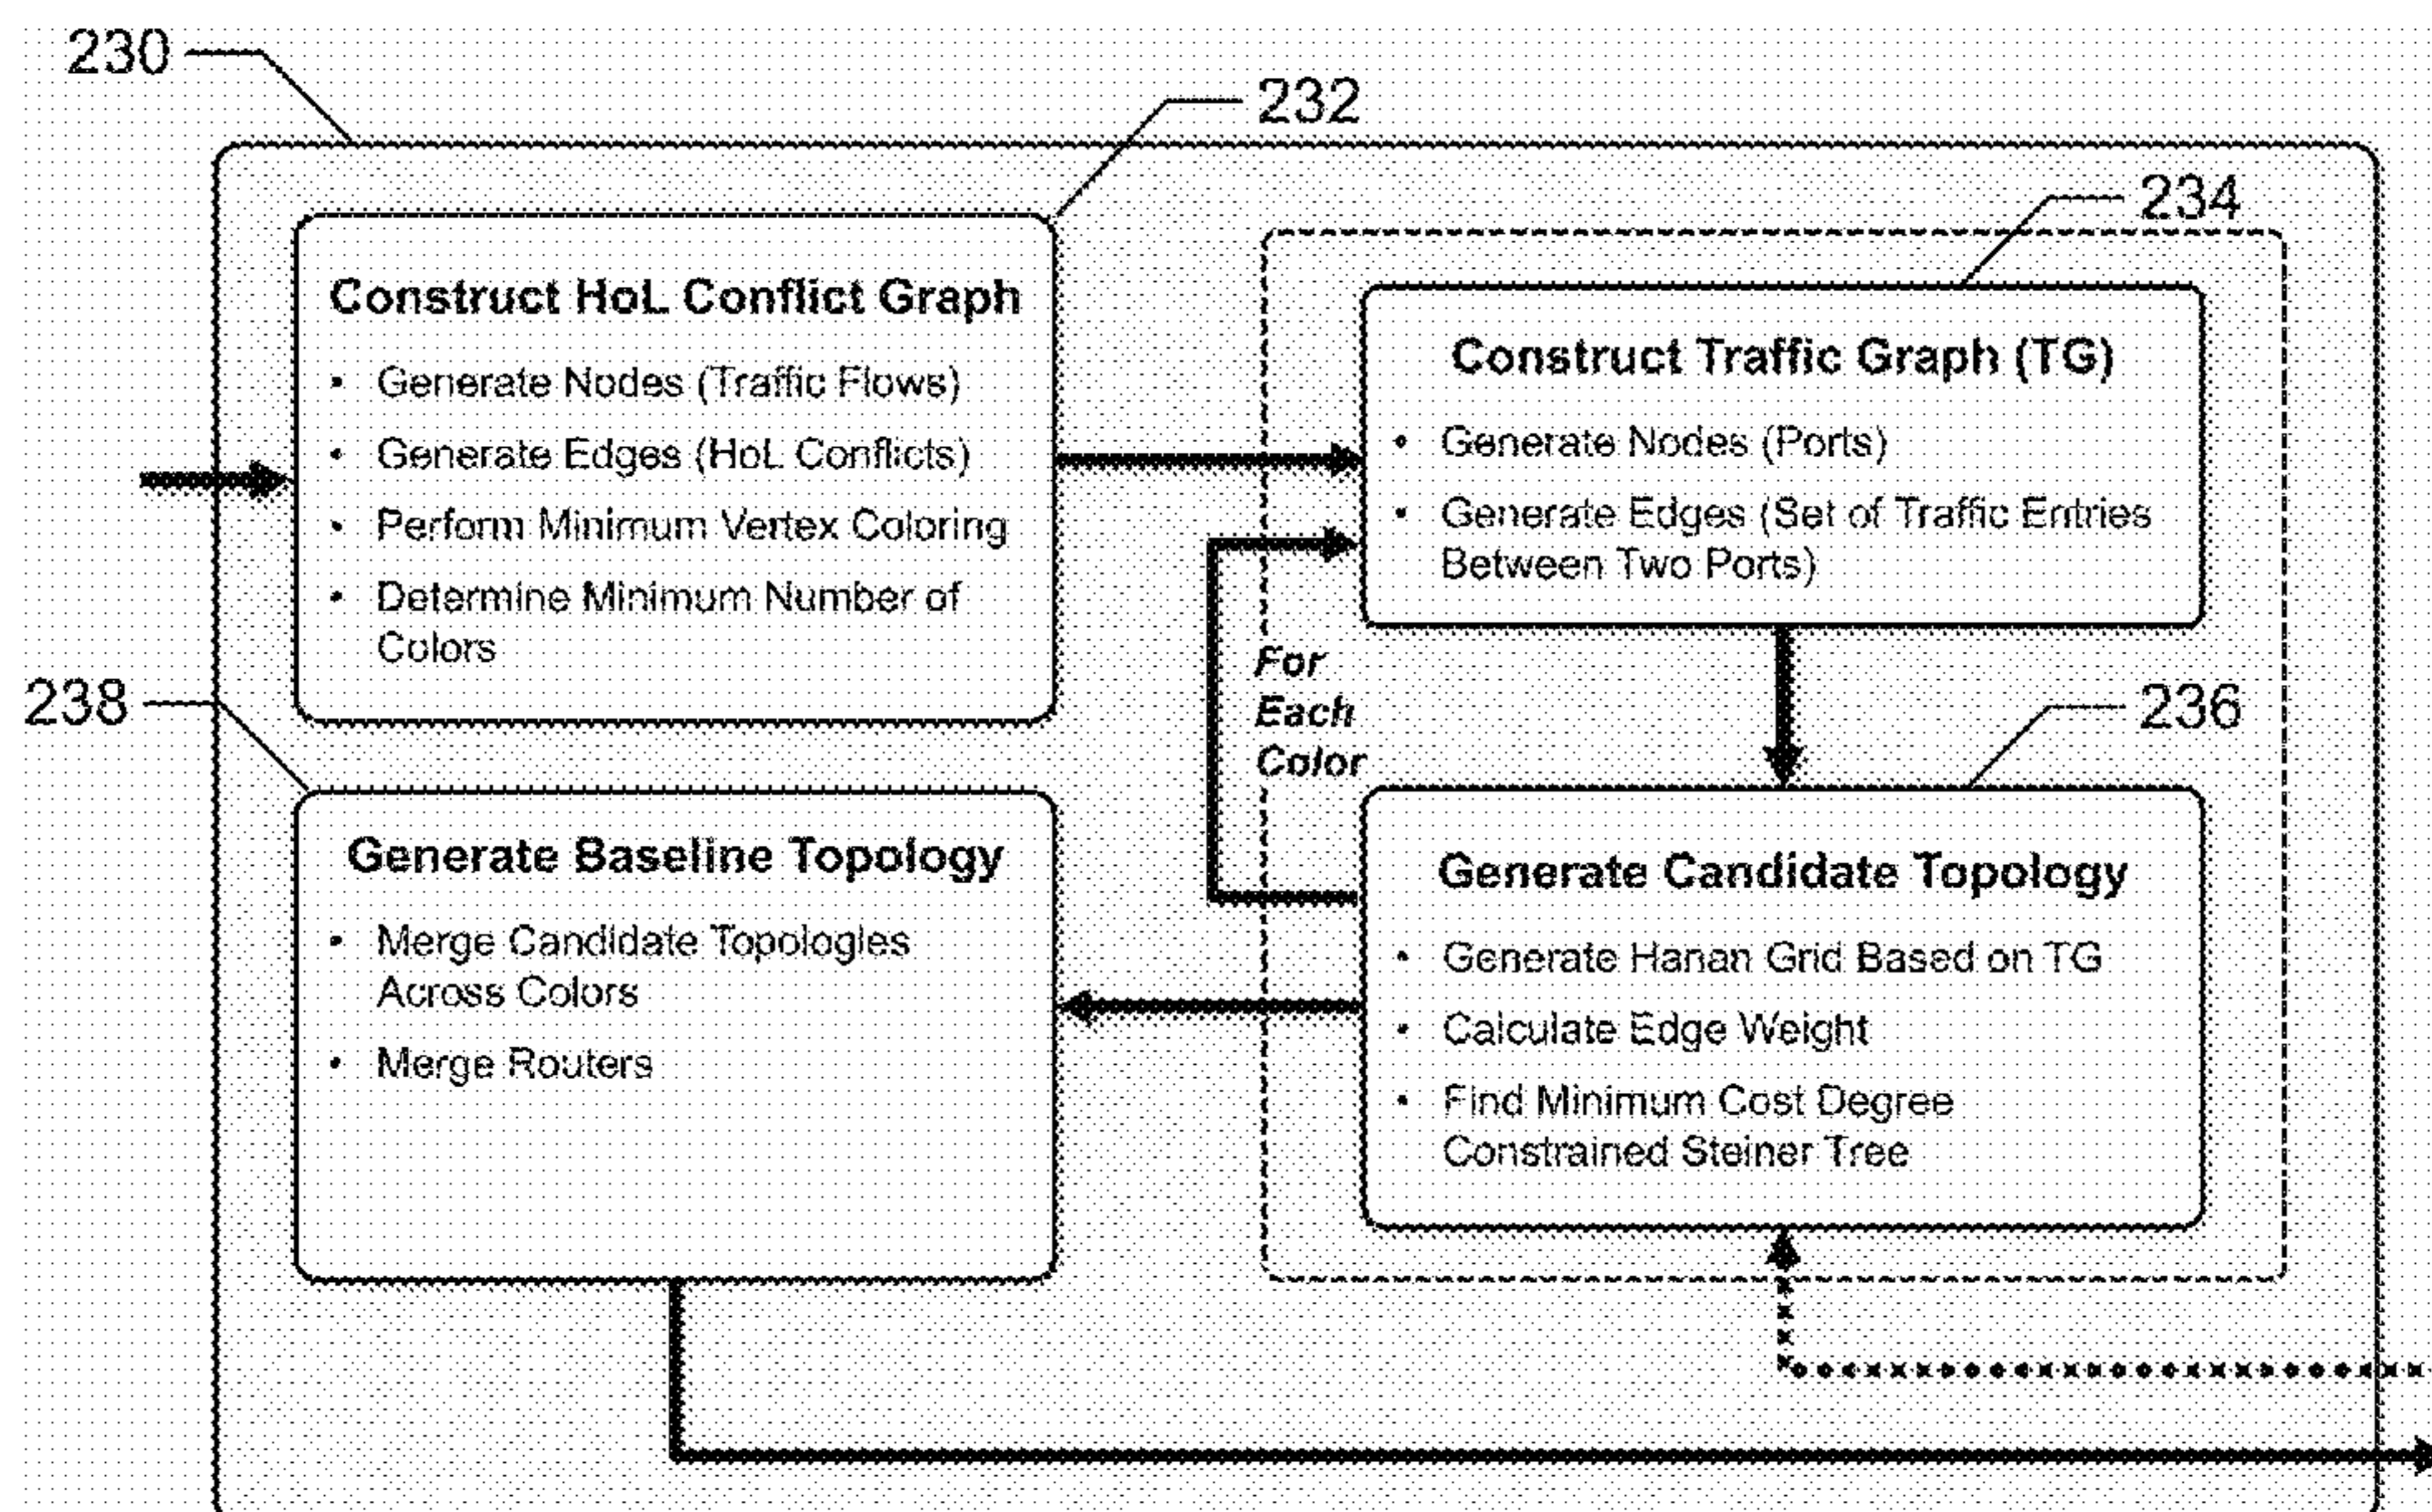 230
232
Construct HoL Conflict Graph
• Generate Nodes (Traffic Flows)
• Generate Edges (HoL Conflicts)
• Perform Minimum Vertex Coloring
• Determine Minimum Number of
Colors
234
Construct Traffic Graph (TG)
• Generate Nodes (Ports)
• Generate Edges (Set of Traffic Entries
Between Two Ports)
For
Each
Color
236
Generate Candidate Topology
• Generate Hanan Grid Based on TG
• Calculate Edge Weight
• Find Minimum Cost Degree
Constrained Steiner Tree
238
Generate Baseline Topology
• Merge Candidate Topologies
Across Colors
• Merge Routers